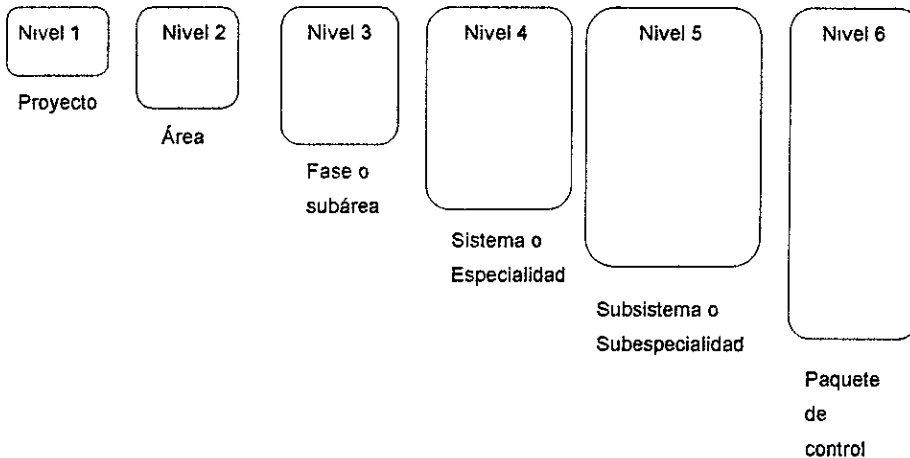 Nivel 1
Nivel 2
Nivel 3
Nivel 4
Nivel 5
Nivel 6
Proyecto
Área
Fase o
subárea
Sistema o
Especialidad
Subsistema o
Subespecialidad
Paquete
de
control